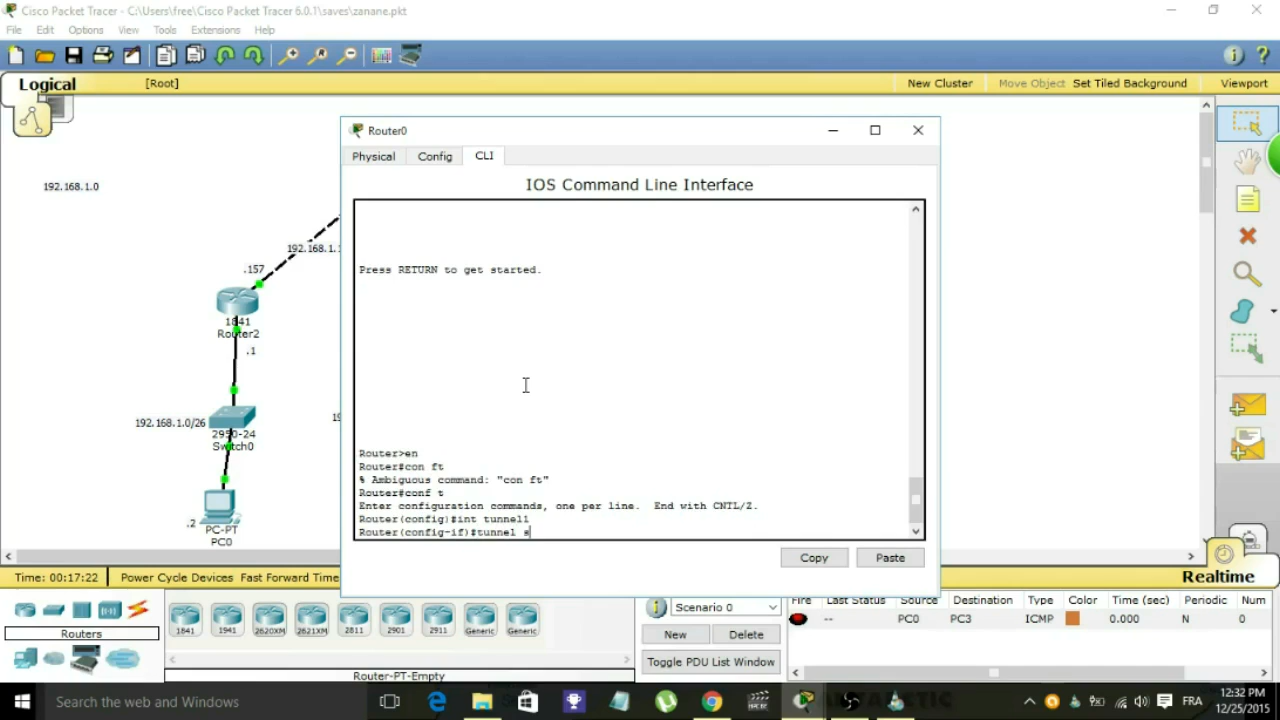 Cisco Packet Tracer - C:\Users\free\Cisco Packet Tracer 6.0.1\saves\zanane.pkt
File Edit Options View Tools Extensions Help
Logical [Root] New Cluster Move Object Set Tiled Background Viewport
192.168.1.0
192.168.1.1
.157
1841
Router2
.1
192.168.1.0/26
2950-24
Switch0
.2
PC-PT
PC0
Router0
Physical Config CLI
IOS Command Line Interface
Press RETURN to get started.
Router>en
Router#con ft
% Ambiguous command: "con ft"
Router#conf t
Enter configuration commands, one per line.  End with CNTL/Z.
Router(config)#int tunnel1
Router(config-if)#tunnel s
Copy Paste
Time: 00:17:22 Power Cycle Devices Fast Forward Time
Realtime
Routers
1841 1941 2620XM 2621XM 2811 2901 2911 Generic Generic
Router-PT-Empty
Scenario 0
New Delete
Toggle PDU List Window
Fire Last Status Source Destination Type Color Time (sec) Periodic Num
-- PC0 PC3 ICMP 0.000 N 0
Search the web and Windows
FRA
12:32 PM
12/25/2015